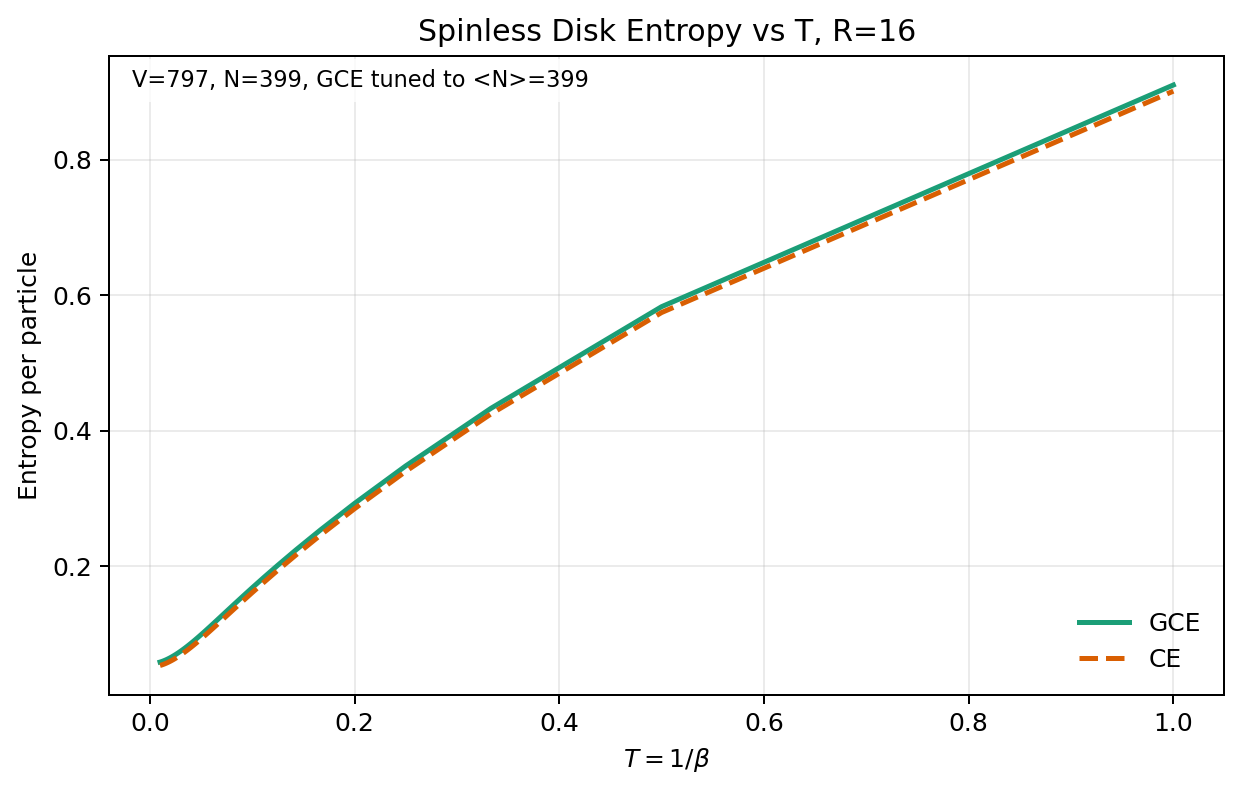 Spinless Disk Entropy vs T, R=16
V=797, N=399, GCE tuned to <N>=399
Entropy per particle
0.8
0.6
0.4
0.2
GCE
CE
0.0 0.2 0.4 0.6 0.8 1.0
T = 1/β